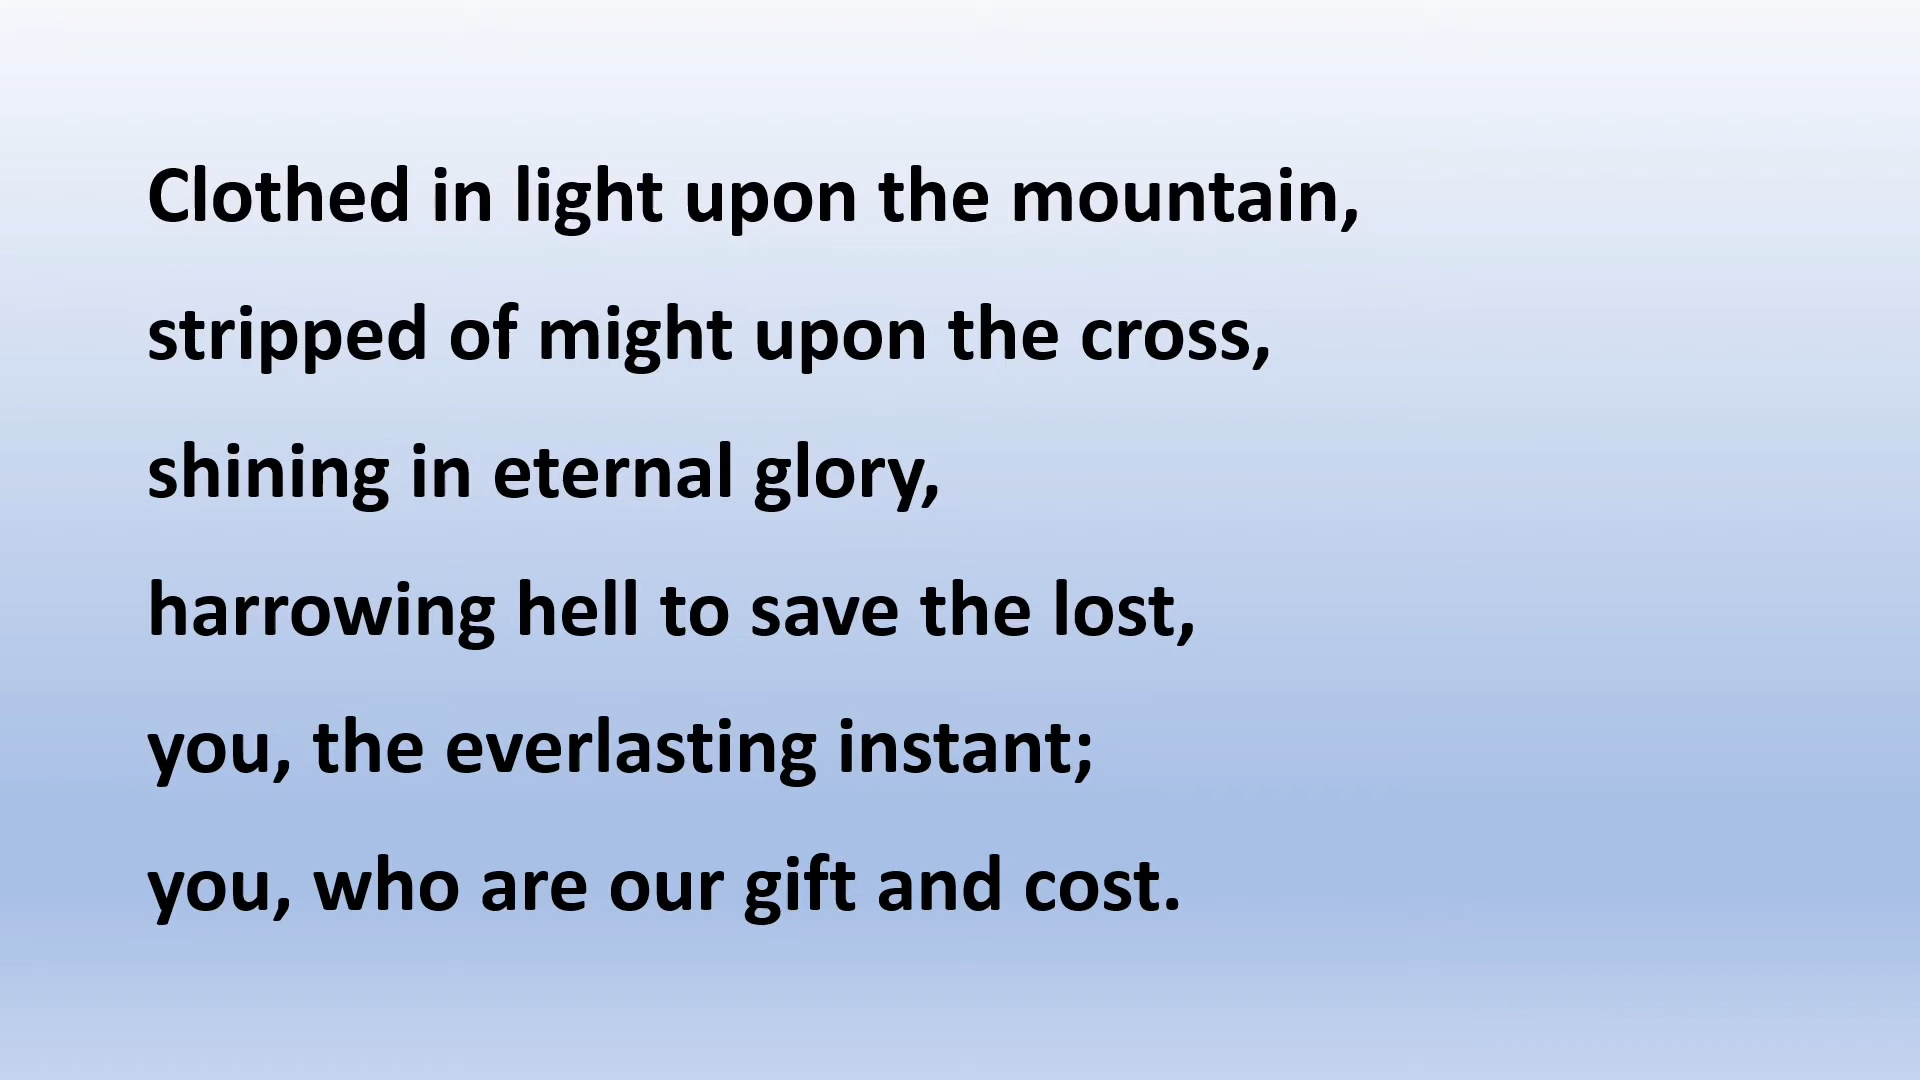 Clothed in light upon the mountain,
stripped of might upon the cross,
shining in eternal glory,
harrowing hell to save the lost,
you, the everlasting instant;
you, who are our gift and cost.